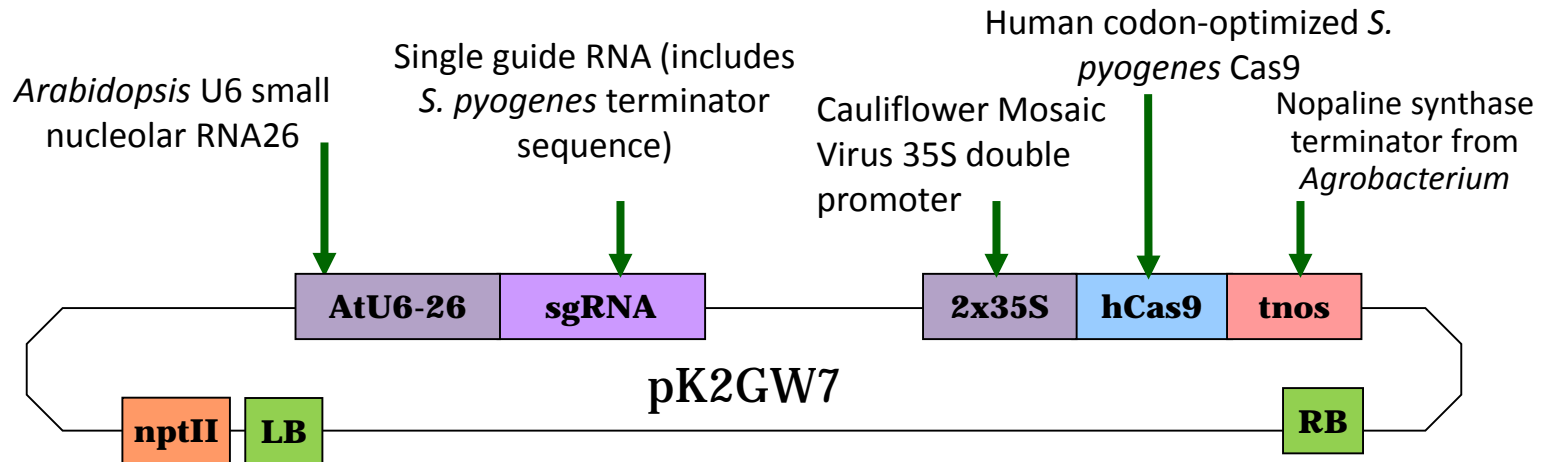 Arabidopsis U6 small
nucleolar RNA26
Single guide RNA (includes
S. pyogenes terminator
sequence)
Cauliflower Mosaic
Virus 35S double
promoter
Human codon-optimized S.
pyogenes Cas9
Nopaline synthase
terminator from
Agrobacterium
AtU6-26
sgRNA
2x35S
hCas9
tnos
pK2GW7
nptII
LB
RB